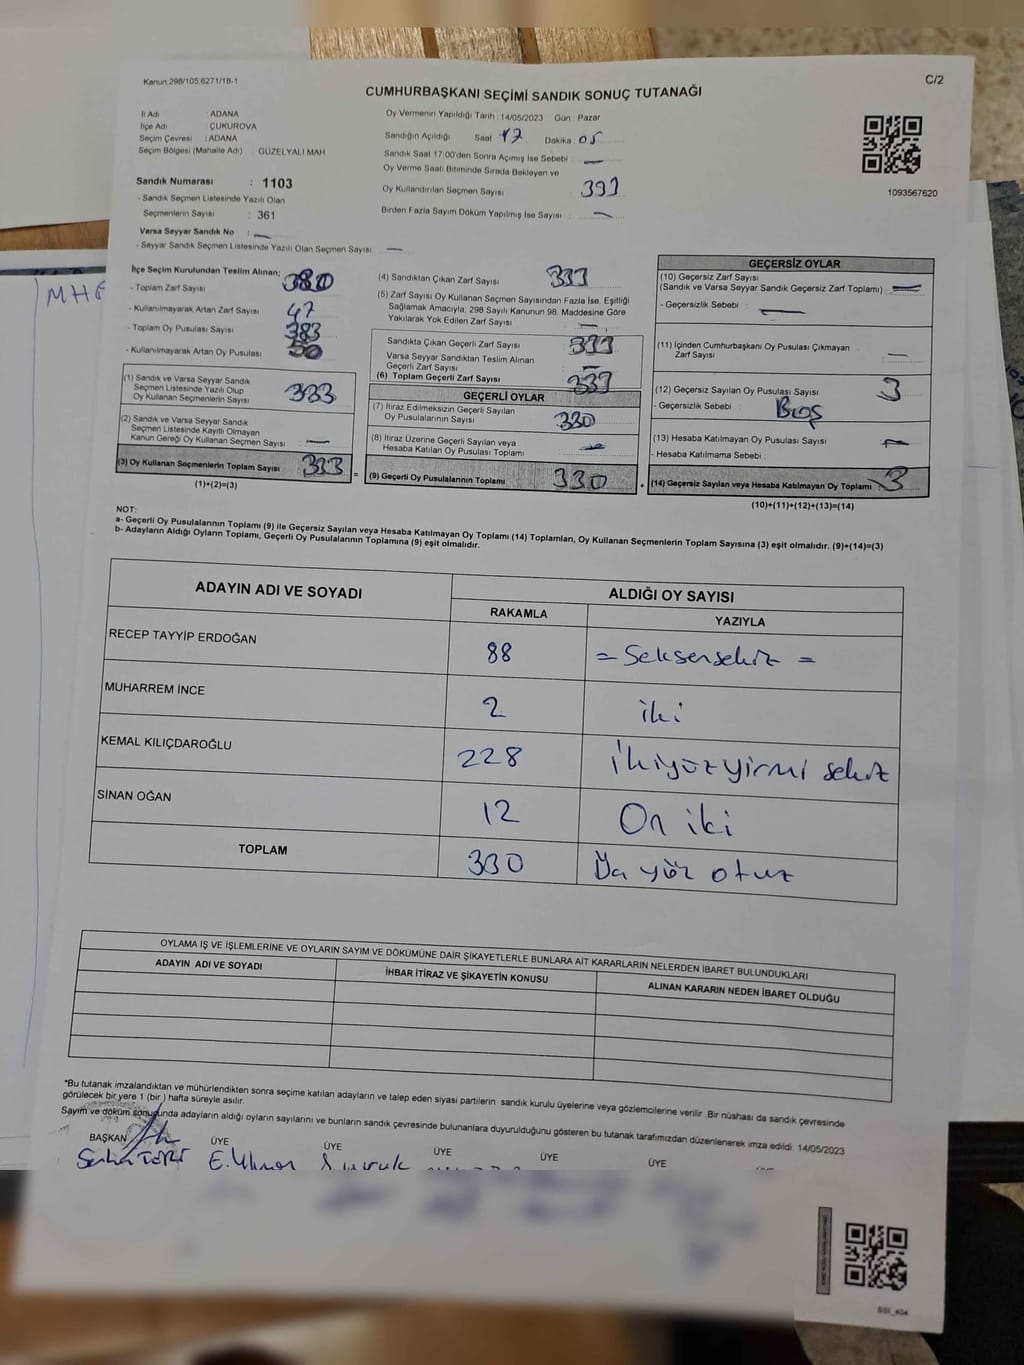 Kanun:298/105;6271/18-1
C/2
CUMHURBAŞKANI SEÇİMİ SANDIK SONUÇ TUTANAĞI
İl Adı ADANA
İlçe Adı : ÇUKUROVA
Seçim Çevresi : ADANA
Seçim Bölgesi (Mahalle Adı) GÜZELYALI MAH
Sandık Numarası : 1103
- Sandık Seçmen Listesinde Yazılı Olan
Seçmenlerin Sayısı : 361
Varsa Seyyar Sandık No : —
- Seyyar Sandık Seçmen Listesinde Yazılı Olan Seçmen Sayısı: —
Oy Vermenin Yapıldığı Tarih : 14/05/2023 Gün : Pazar
Sandığın Açıldığı Saat 17 Dakika 05
Sandık Saat 17:00'den Sonra Açımış İse Sebebi : —
Oy Verme Saati Bitiminde Sırada Bekleyen ve
Oy Kullandırılan Seçmen Sayısı :
Birden Fazla Sayım Döküm Yapılmış İse Sayısı : —
1093567620
MHP
İlçe Seçim Kurulundan Teslim Alınan;
- Toplam Zarf Sayısı 380
- Kullanılmayarak Artan Zarf Sayısı 47
- Toplam Oy Pusulası Sayısı 383
- Kullanılmayarak Artan Oy Pusulası 50
(1) Sandık ve Varsa Seyyar Sandık
Seçmen Listesinde Yazılı Olup
Oy Kullanan Seçmenlerin Sayısı 333
(2) Sandık ve Varsa Seyyar Sandık
Seçmen Listesinde Kayıtlı Olmayan
Kanun Gereği Oy Kullanan Seçmen Sayısı —
(3) Oy Kullanan Seçmenlerin Toplam Sayısı 333
(1)+(2)=(3)
(4) Sandıktan Çıkan Zarf Sayısı 333
(5) Zarf Sayısı Oy Kullanan Seçmen Sayısından Fazla İse, Eşitliği
Sağlamak Amacıyla, 298 Sayılı Kanunun 98. Maddesine Göre
Yakılarak Yok Edilen Zarf Sayısı —
Sandıkta Çıkan Geçerli Zarf Sayısı 333
Varsa Seyyar Sandıktan Teslim Alınan
Geçerli Zarf Sayısı —
(6) Toplam Geçerli Zarf Sayısı 333
GEÇERLİ OYLAR
(7) İtiraz Edilmeksizin Geçerli Sayılan
Oy Pusulalarının Sayısı 330
(8) İtiraz Üzerine Geçerli Sayılan veya
Hesaba Katılan Oy Pusulası Toplamı —
= (9) Geçerli Oy Pusulalarının Toplamı 330
GEÇERSİZ OYLAR
(10) Geçersiz Zarf Sayısı
(Sandık ve Varsa Seyyar Sandık Geçersiz Zarf Toplamı) : —
- Geçersizlik Sebebi : —
(11) İçinden Cumhurbaşkanı Oy Pusulası Çıkmayan
Zarf Sayısı —
(12) Geçersiz Sayılan Oy Pusulası Sayısı 3
- Geçersizlik Sebebi : Boş
(13) Hesaba Katılmayan Oy Pusulası Sayısı —
- Hesaba Katılmama Sebebi :
+ (14) Geçersiz Sayılan veya Hesaba Katılmayan Oy Toplamı 3
(10)+(11)+(12)+(13)=(14)
NOT:
a- Geçerli Oy Pusulalarının Toplamı (9) ile Geçersiz Sayılan veya Hesaba Katılmayan Oy Toplamı (14) Toplamları, Oy Kullanan Seçmenlerin Toplam Sayısına (3) eşit olmalıdır. (9)+(14)=(3)
b- Adayların Aldığı Oyların Toplamı, Geçerli Oy Pusulalarının Toplamına (9) eşit olmalıdır.
ADAYIN ADI VE SOYADI ALDIĞI OY SAYISI
RAKAMLA YAZIYLA
RECEP TAYYİP ERDOĞAN 88 = Seksensekiz =
MUHARREM İNCE 2 iki
KEMAL KILIÇDAROĞLU 228 İkiyüzyirmi sekiz
SİNAN OĞAN 12 On iki
TOPLAM 330 yüz otuz
OYLAMA İŞ VE İŞLEMLERİNE VE OYLARIN SAYIM VE DÖKÜMÜNE DAİR ŞİKAYETLERLE BUNLARA AİT KARARLARIN NELERDEN İBARET BULUNDUKLARI
ADAYIN ADI VE SOYADI İHBAR İTİRAZ VE ŞİKAYETİN KONUSU ALINAN KARARIN NEDEN İBARET OLDUĞU
*Bu tutanak imzalandıktan ve mühürlendikten sonra seçime katılan adayların ve talep eden siyasi partilerin sandık kurulu üyelerine veya gözlemcilerine verilir. Bir nüshası da sandık çevresinde
görülecek bir yere 1 (bir ) hafta süreyle asılır.
Sayım ve döküm sonucunda adayların aldığı oyların sayılarını ve bunların sandık çevresinde bulunanlara duyurulduğunu gösteren bu tutanak tarafımızdan düzenlenerek imza edildi. 14/05/2023
BAŞKAN ÜYE ÜYE ÜYE ÜYE ÜYE
SSI_404